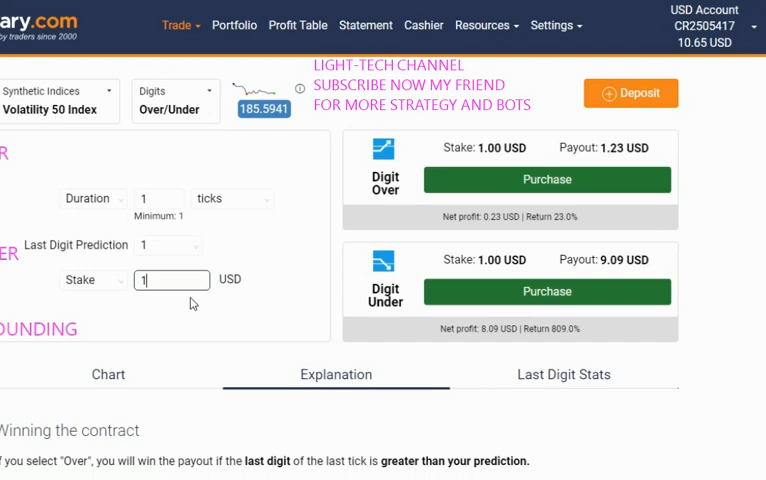 ary.com
by traders since 2000
Trade
Portfolio
Profit Table
Statement
Cashier
Resources
Settings
USD Account
CR2505417
10.65 USD
LIGHT-TECH CHANNEL
SUBSCRIBE NOW MY FRIEND
FOR MORE STRATEGY AND BOTS
Synthetic Indices
Volatility 50 Index
Digits
Over/Under
185.5941
Deposit
R
Duration 1 ticks
Minimum: 1
ER
Last Digit Prediction 1
Stake 1 USD
OUNDING
Digit
Over
Stake: 1.00 USD Payout: 1.23 USD
Purchase
Net profit: 0.23 USD | Return 23.0%
Digit
Under
Stake: 1.00 USD Payout: 9.09 USD
Purchase
Net profit: 8.09 USD | Return 809.0%
Chart
Explanation
Last Digit Stats
Winning the contract
f you select "Over", you will win the payout if the last digit of the last tick is greater than your prediction.